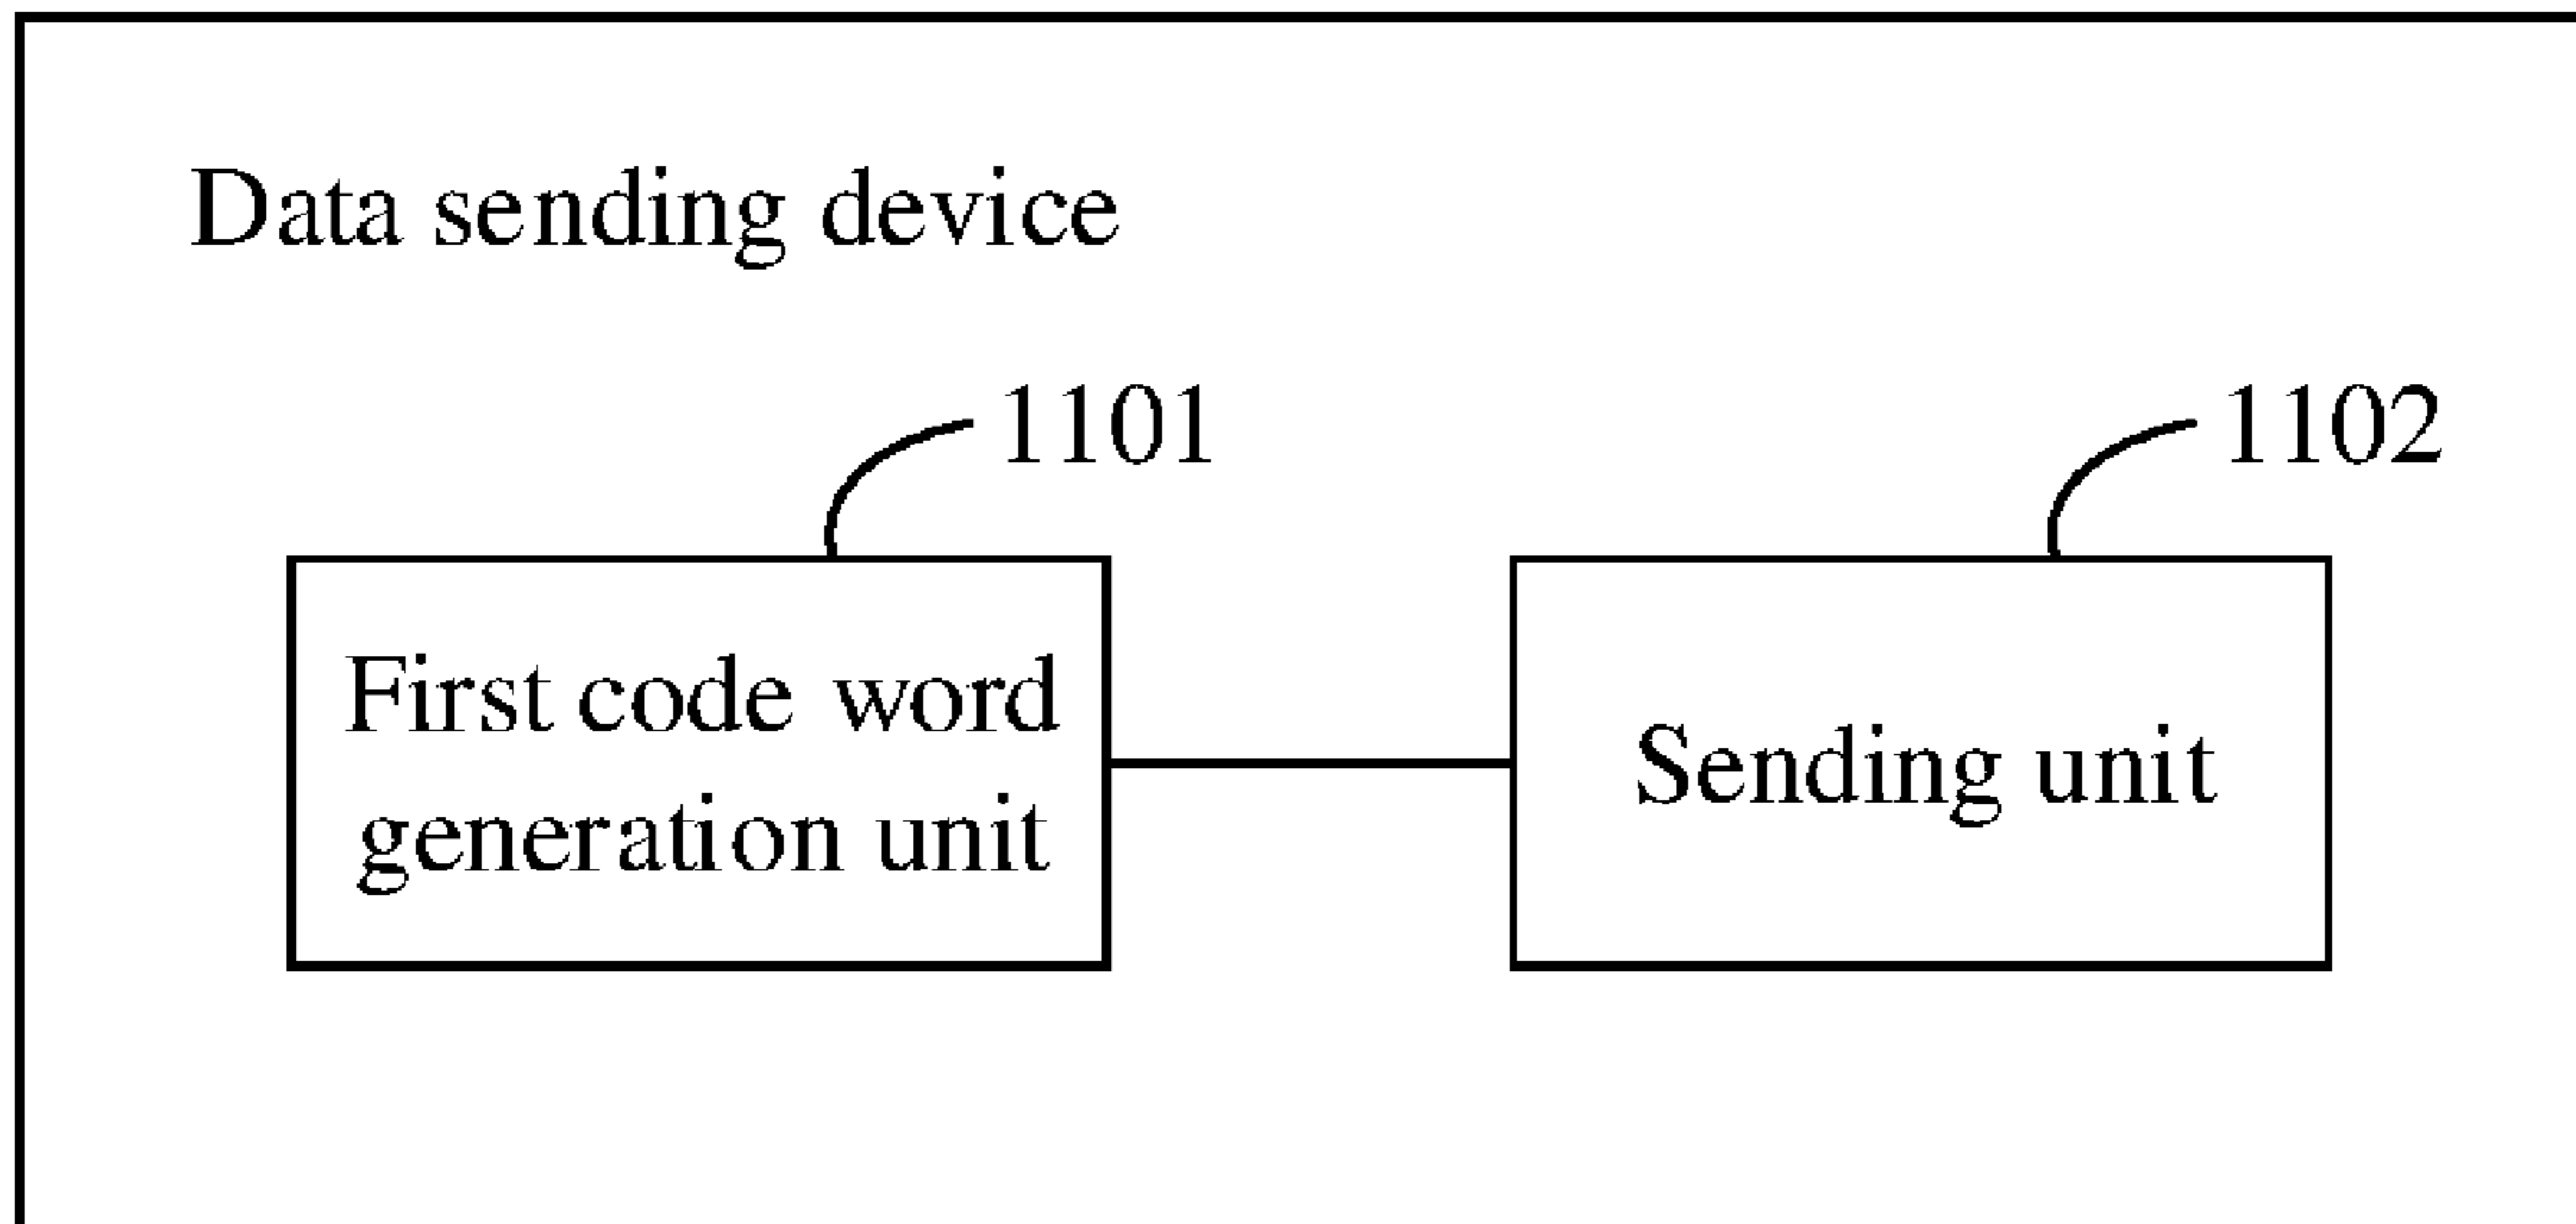 Data sending device
1101
1102
First code word
generation unit
Sending unit